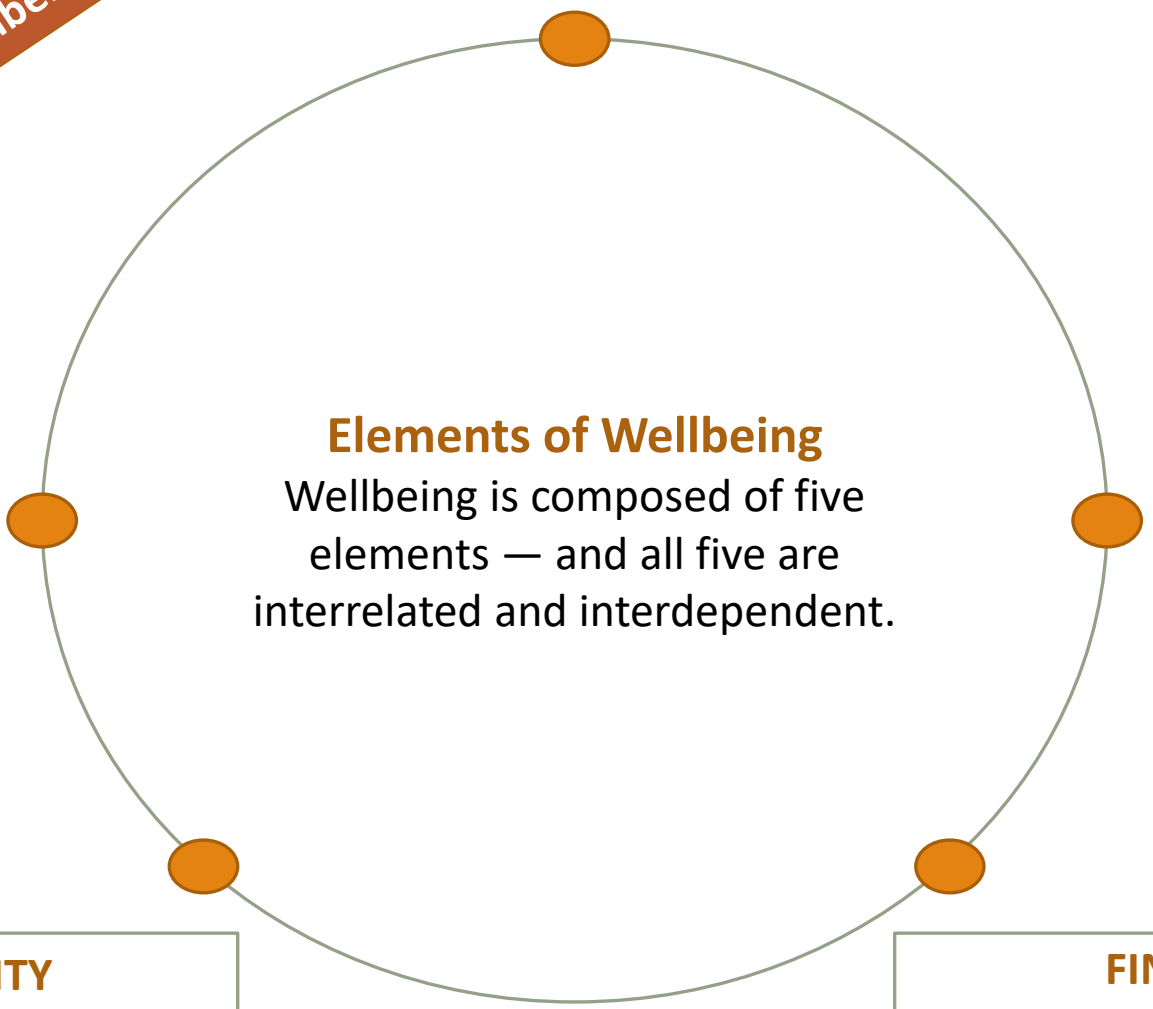 Elements of Wellbeing
Wellbeing is composed of five
elements — and all five are
interrelated and interdependent.